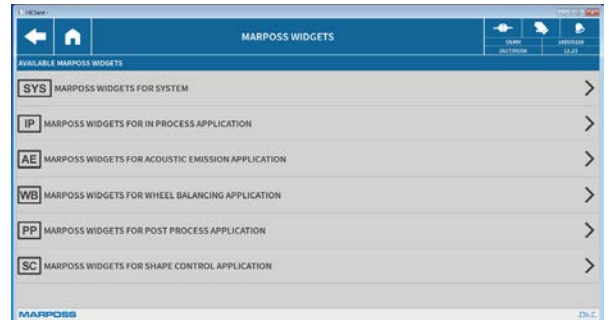 HIClient-
MARPOSS WIDGETS
AVAILABLE MARPOSS WIDGETS
SYS MARPOSS WIDGETS FOR SYSTEM
IP MARPOSS WIDGETS FOR IN PROCESS APPLICATION
AE MARPOSS WIDGETS FOR ACOUSTIC EMISSION APPLICATION
WB MARPOSS WIDGETS FOR WHEEL BALANCING APPLICATION
PP MARPOSS WIDGETS FOR POST PROCESS APPLICATION
SC MARPOSS WIDGETS FOR SHAPE CONTROL APPLICATION
MARPOSS